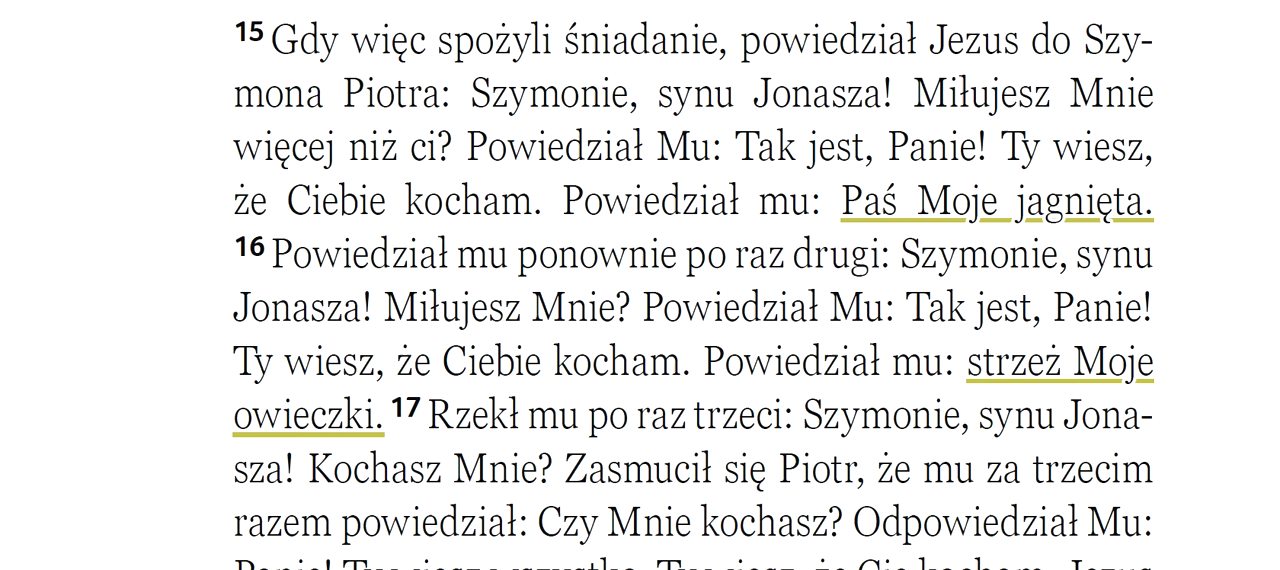 15 Gdy więc spożyli śniadanie, powiedział Jezus do Szy-
mona Piotra: Szymonie, synu Jonasza! Miłujesz Mnie
więcej niż ci? Powiedział Mu: Tak jest, Panie! Ty wiesz,
że Ciebie kocham. Powiedział mu: Paś Moje jagnięta.
16 Powiedział mu ponownie po raz drugi: Szymonie, synu
Jonasza! Miłujesz Mnie? Powiedział Mu: Tak jest, Panie!
Ty wiesz, że Ciebie kocham. Powiedział mu: strzeż Moje
owieczki. 17 Rzekł mu po raz trzeci: Szymonie, synu Jona-
sza! Kochasz Mnie? Zasmucił się Piotr, że mu za trzecim
razem powiedział: Czy Mnie kochasz? Odpowiedział Mu: